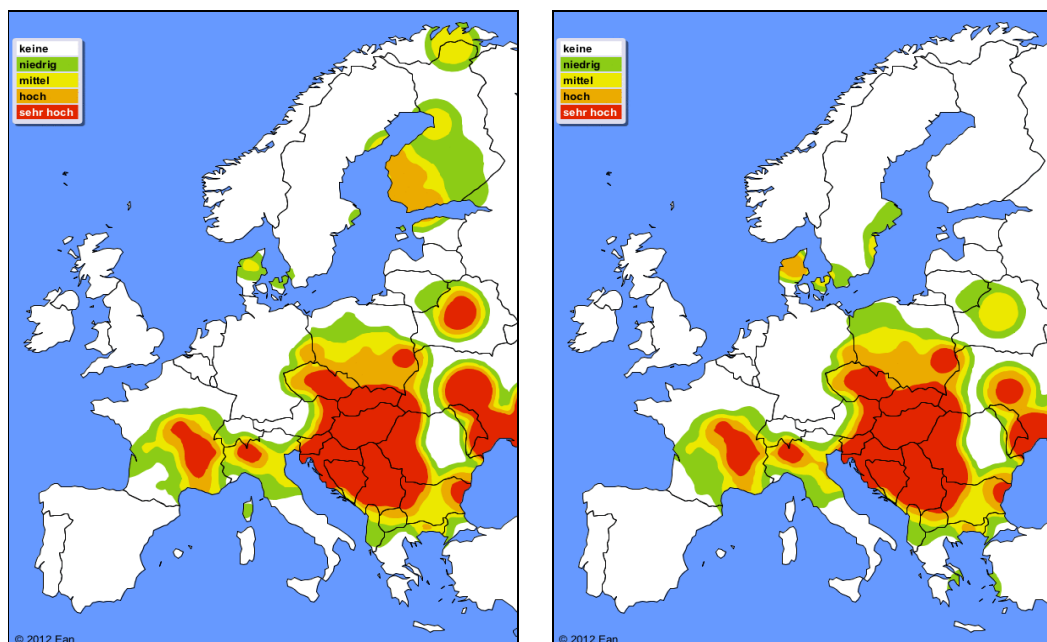 keine
niedrig
mittel
hoch
sehr hoch
© 2012 Ean
keine
niedrig
mittel
hoch
sehr hoch
© 2012 Ean